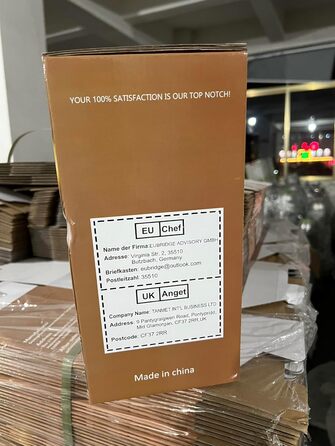 YOUR 100% SATISFACTION IS OUR TOP NOTCH!
EU Chef
Name der Firma:EUBRIDGE ADVISORY GMBH
Adresse: Virginia Str. 2, 35510
Butzbach, Germany
Briefkasten: eubridge@outlook.com
Postleitzahl: 35510
UK Anget
Company Name: TANMET INT'L BUSINESS LTD
Address: 9 Pantygraigwen Road, Pontypridd,
Mid Glamorgan, CF37 2RR,UK
Postcode: CF37 2RR
Made in china